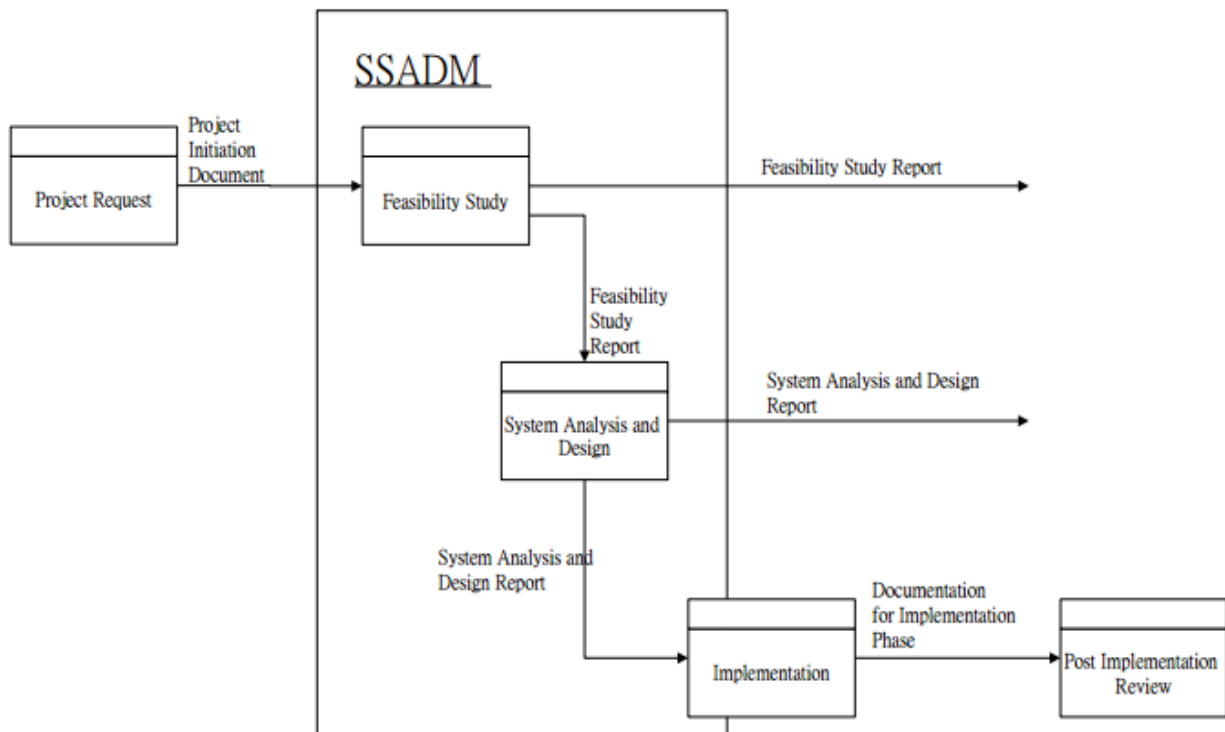 SSADM
Project
Initiation
Document
Project Request
Feasibility Study
Feasibility Study Report
Feasibility
Study
Report
System Analysis and
Design
System Analysis and Design
Report
System Analysis and
Design Report
Implementation
Documentation
for Implementation
Phase
Post Implementation
Review